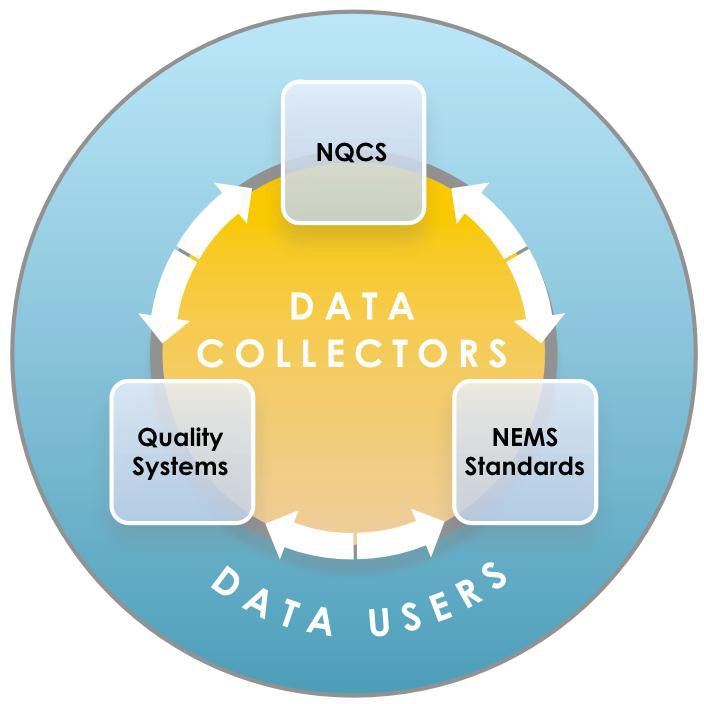 NQCS
DATA
COLLECTORS
Quality
Systems
NEMS
Standards
DATA USERS